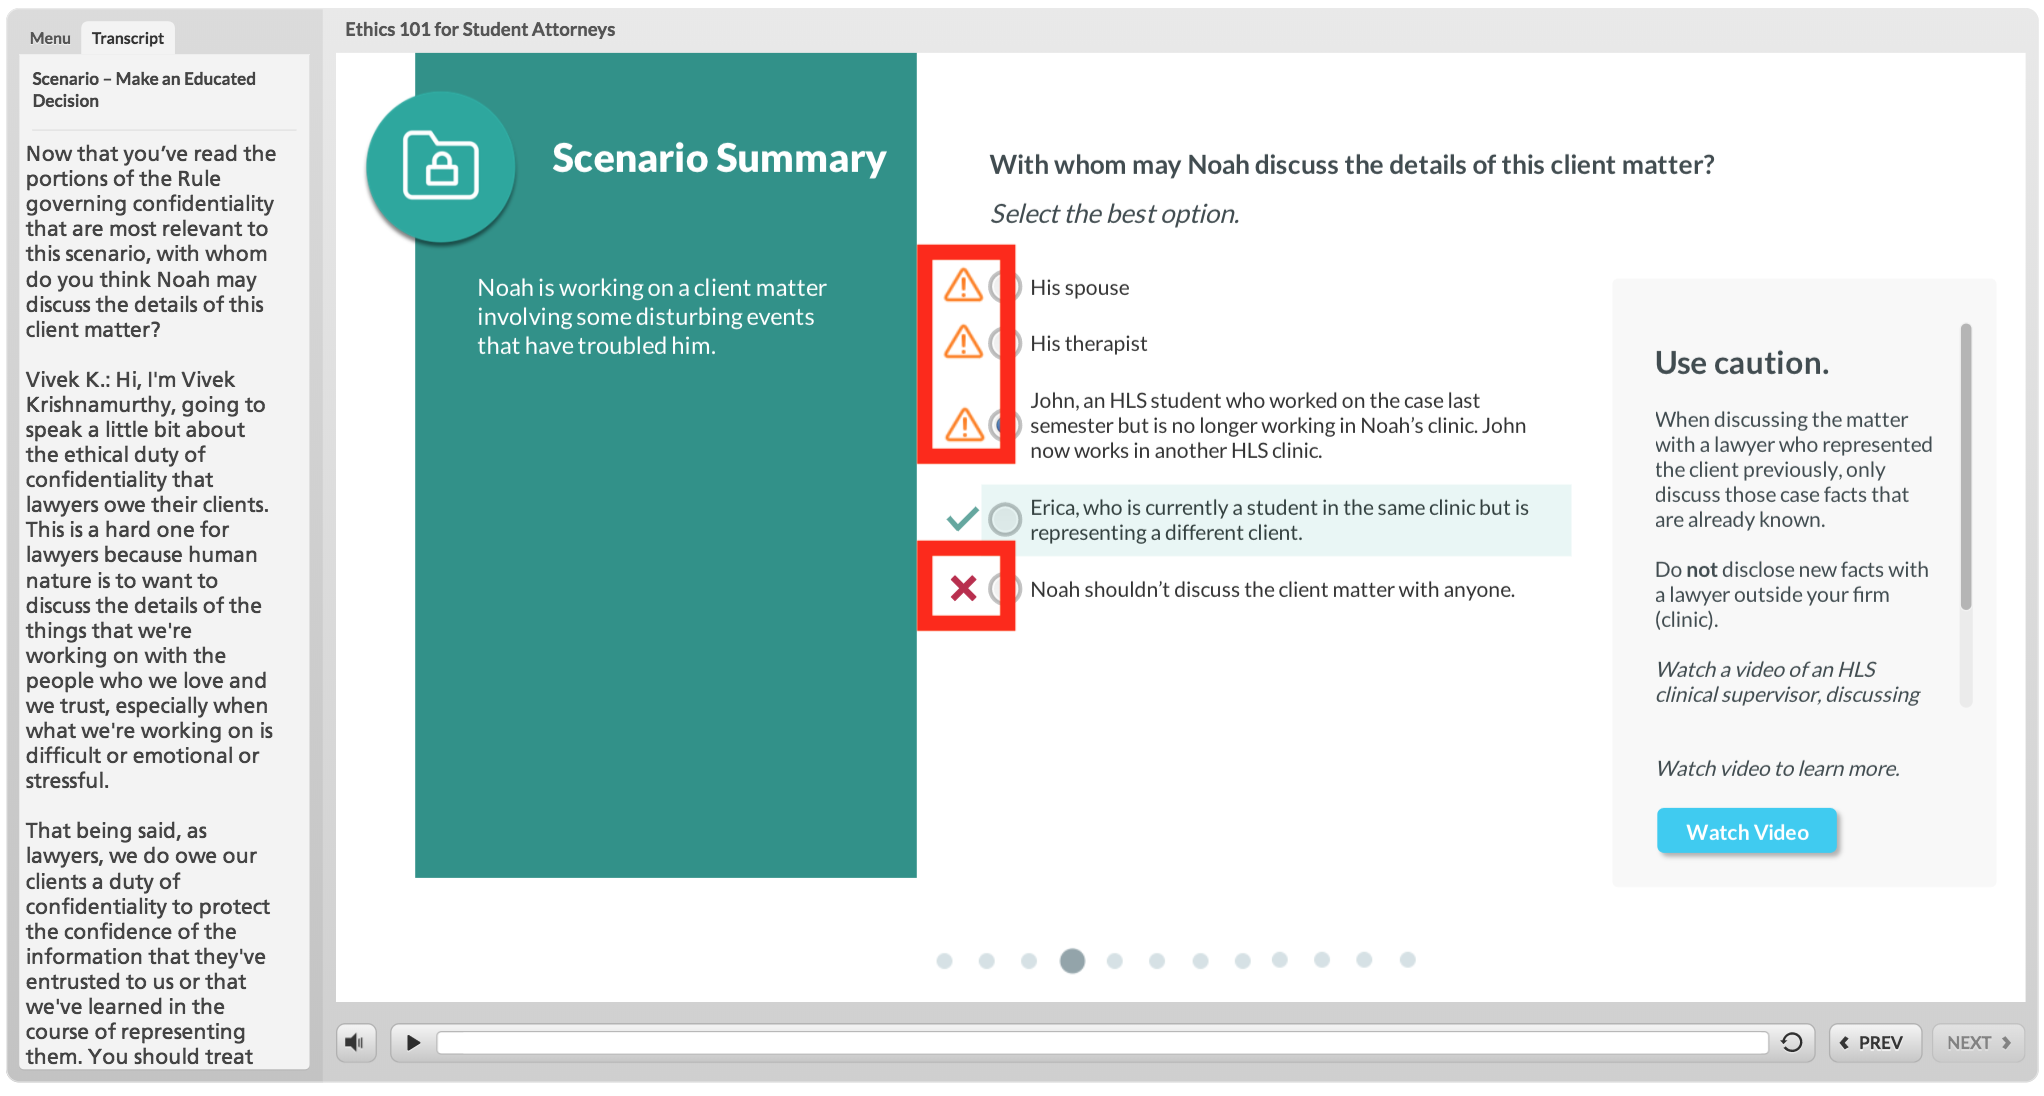 Menu
Transcript
Scenario – Make an Educated
Decision
Now that you’ve read the
portions of the Rule
governing confidentiality
that are most relevant to
this scenario, with whom
do you think Noah may
discuss the details of this
client matter?
Vivek K.: Hi, I'm Vivek
Krishnamurthy, going to
speak a little bit about
the ethical duty of
confidentiality that
lawyers owe their clients.
This is a hard one for
lawyers because human
nature is to want to
discuss the details of the
things that we're
working on with the
people who we love and
we trust, especially when
what we're working on is
difficult or emotional or
stressful.
That being said, as
lawyers, we do owe our
clients a duty of
confidentiality to protect
the confidence of the
information that they've
entrusted to us or that
we've learned in the
course of representing
them. You should treat
Ethics 101 for Student Attorneys
Scenario Summary
Noah is working on a client matter
involving some disturbing events
that have troubled him.
With whom may Noah discuss the details of this client matter?
Select the best option.
His spouse
His therapist
John, an HLS student who worked on the case last
semester but is no longer working in Noah’s clinic. John
now works in another HLS clinic.
Erica, who is currently a student in the same clinic but is
representing a different client.
Noah shouldn’t discuss the client matter with anyone.
Use caution.
When discussing the matter
with a lawyer who represented
the client previously, only
discuss those case facts that
are already known.
Do not disclose new facts with
a lawyer outside your firm
(clinic).
Watch a video of an HLS
clinical supervisor, discussing
Watch video to learn more.
Watch Video
PREV
NEXT